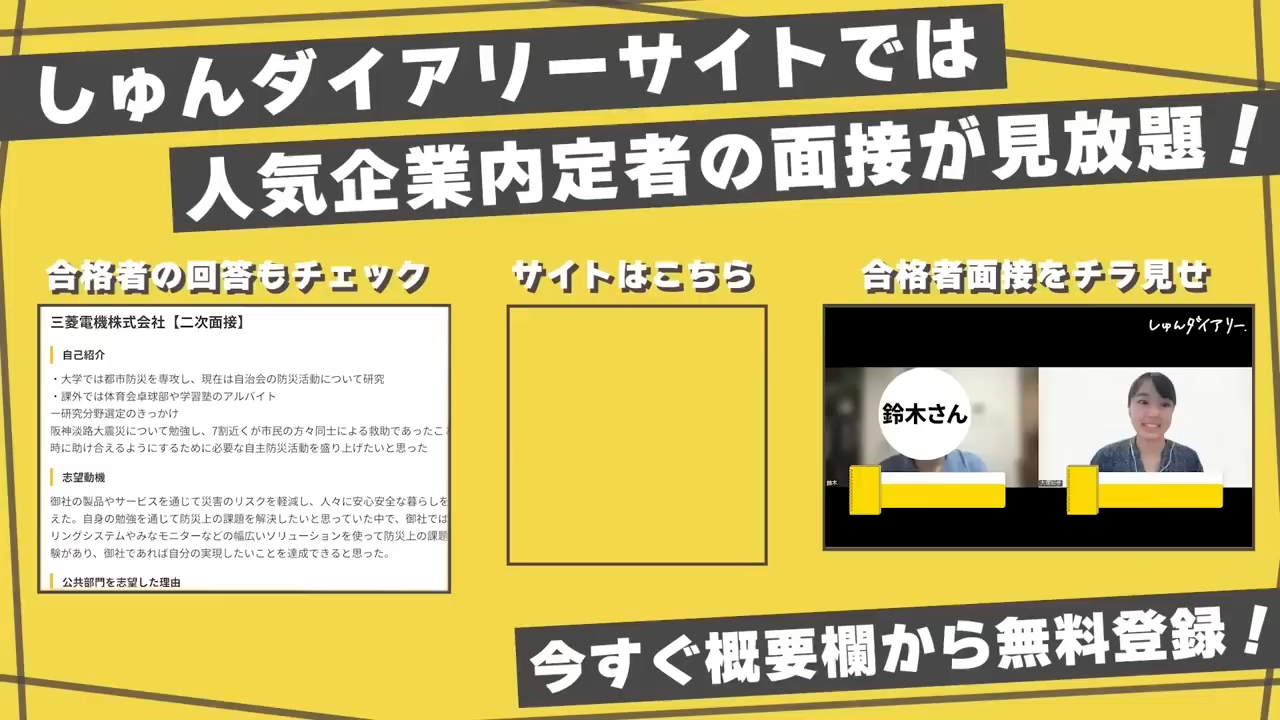 しゅんダイアリーサイトでは
人気企業内定者の面接が見放題！
合格者の回答もチェック
サイトはこちら
合格者面接をチラ見せ
三菱電機株式会社【二次面接】
自己紹介
・大学では都市防災を専攻し、現在は自治会の防災活動について研究
・課外では体育会卓球部や学習塾のアルバイト
ー研究分野選定のきっかけ
阪神淡路大震災について勉強し、7割近くが市民の方々同士による救助であったこ
時に助け合えるようにするために必要な自主防災活動を盛り上げたいと思った
志望動機
御社の製品やサービスを通じて災害のリスクを軽減し、人々に安心安全な暮らしを
えた。自身の勉強を通じて防災上の課題を解決したいと思っていた中で、御社では
リングシステムやみなモニターなどの幅広いソリューションを使って防災上の課題
験があり、御社であれば自分の実現したいことを達成できると思った。
公共部門を志望した理由
しゅんダイアリー.
鈴木さん
鈴木
今すぐ概要欄から無料登録！